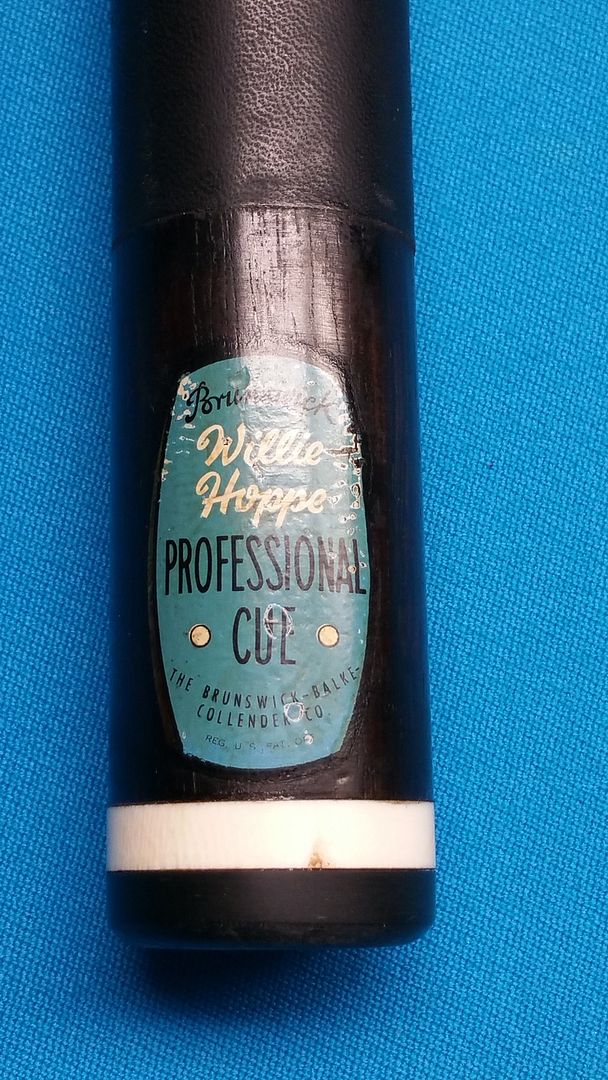 Brunswick
Willie
Hoppe
PROFESSIONAL
CUE
THE BRUNSWICK-BALKE-
COLLENDER CO
REG. U.S. PAT. OFF.